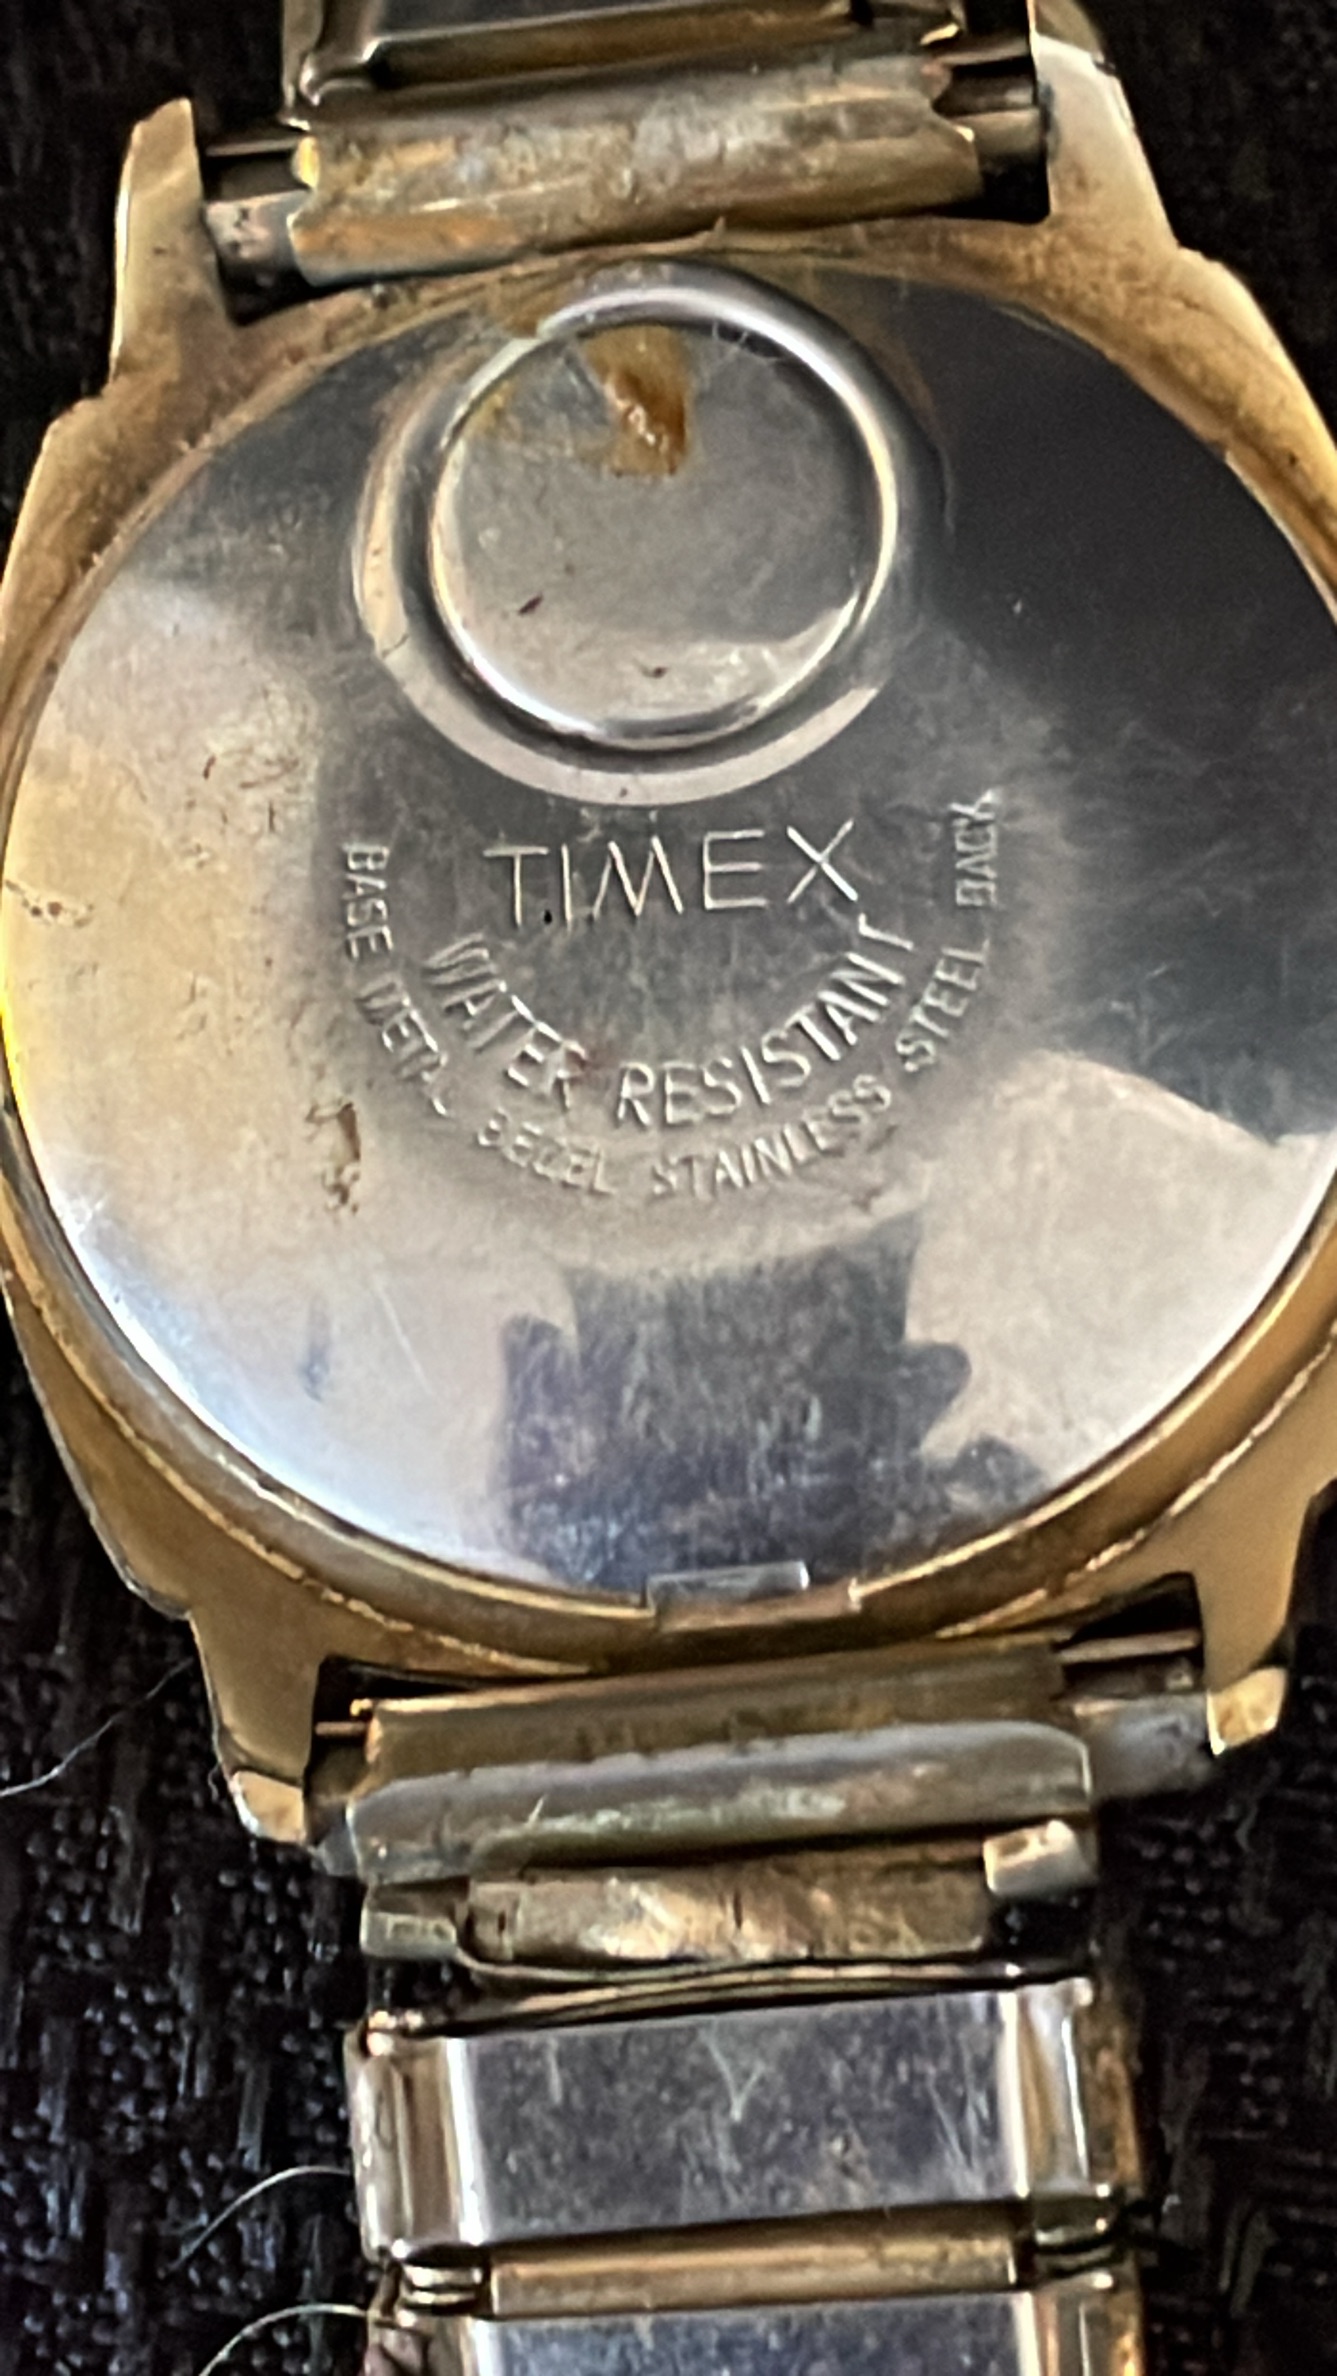 TIMEX
WATER RESISTANT
BASE METAL BEZEL STAINLESS STEEL BACK